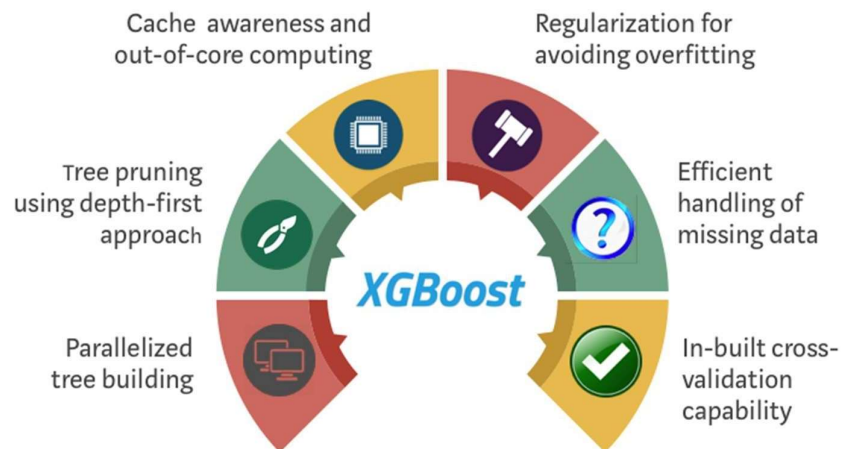 Cache awareness and
out-of-core computing
Regularization for
avoiding overfitting
Tree pruning
using depth-first
approach
Efficient
handling of
missing data
XGBoost
Parallelized
tree building
In-built cross-
validation
capability
?